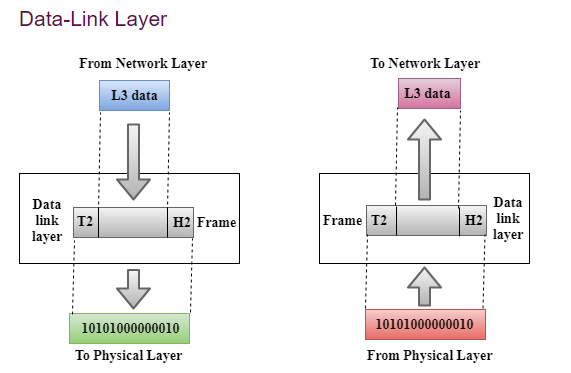 Data-Link Layer
From Network Layer
L3 data
Data
link
layer
T2
H2
Frame
10101000000010
To Physical Layer
To Network Layer
L3 data
Frame
T2
H2
Data
link
layer
10101000000010
From Physical Layer